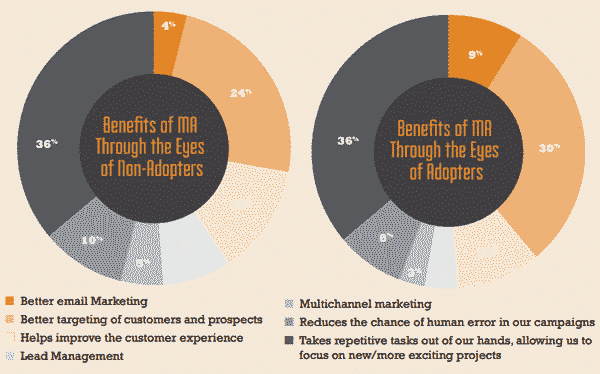 4%
24%
36%
10%
5%
Benefits of MA
Through the Eyes
of Non-Adopters
9%
30%
36%
8%
3%
Benefits of MA
Through the Eyes
of Adopters
Better email Marketing
Better targeting of customers and prospects
Helps improve the customer experience
Lead Management
Multichannel marketing
Reduces the chance of human error in our campaigns
Takes repetitive tasks out of our hands, allowing us to
focus on new/more exciting projects